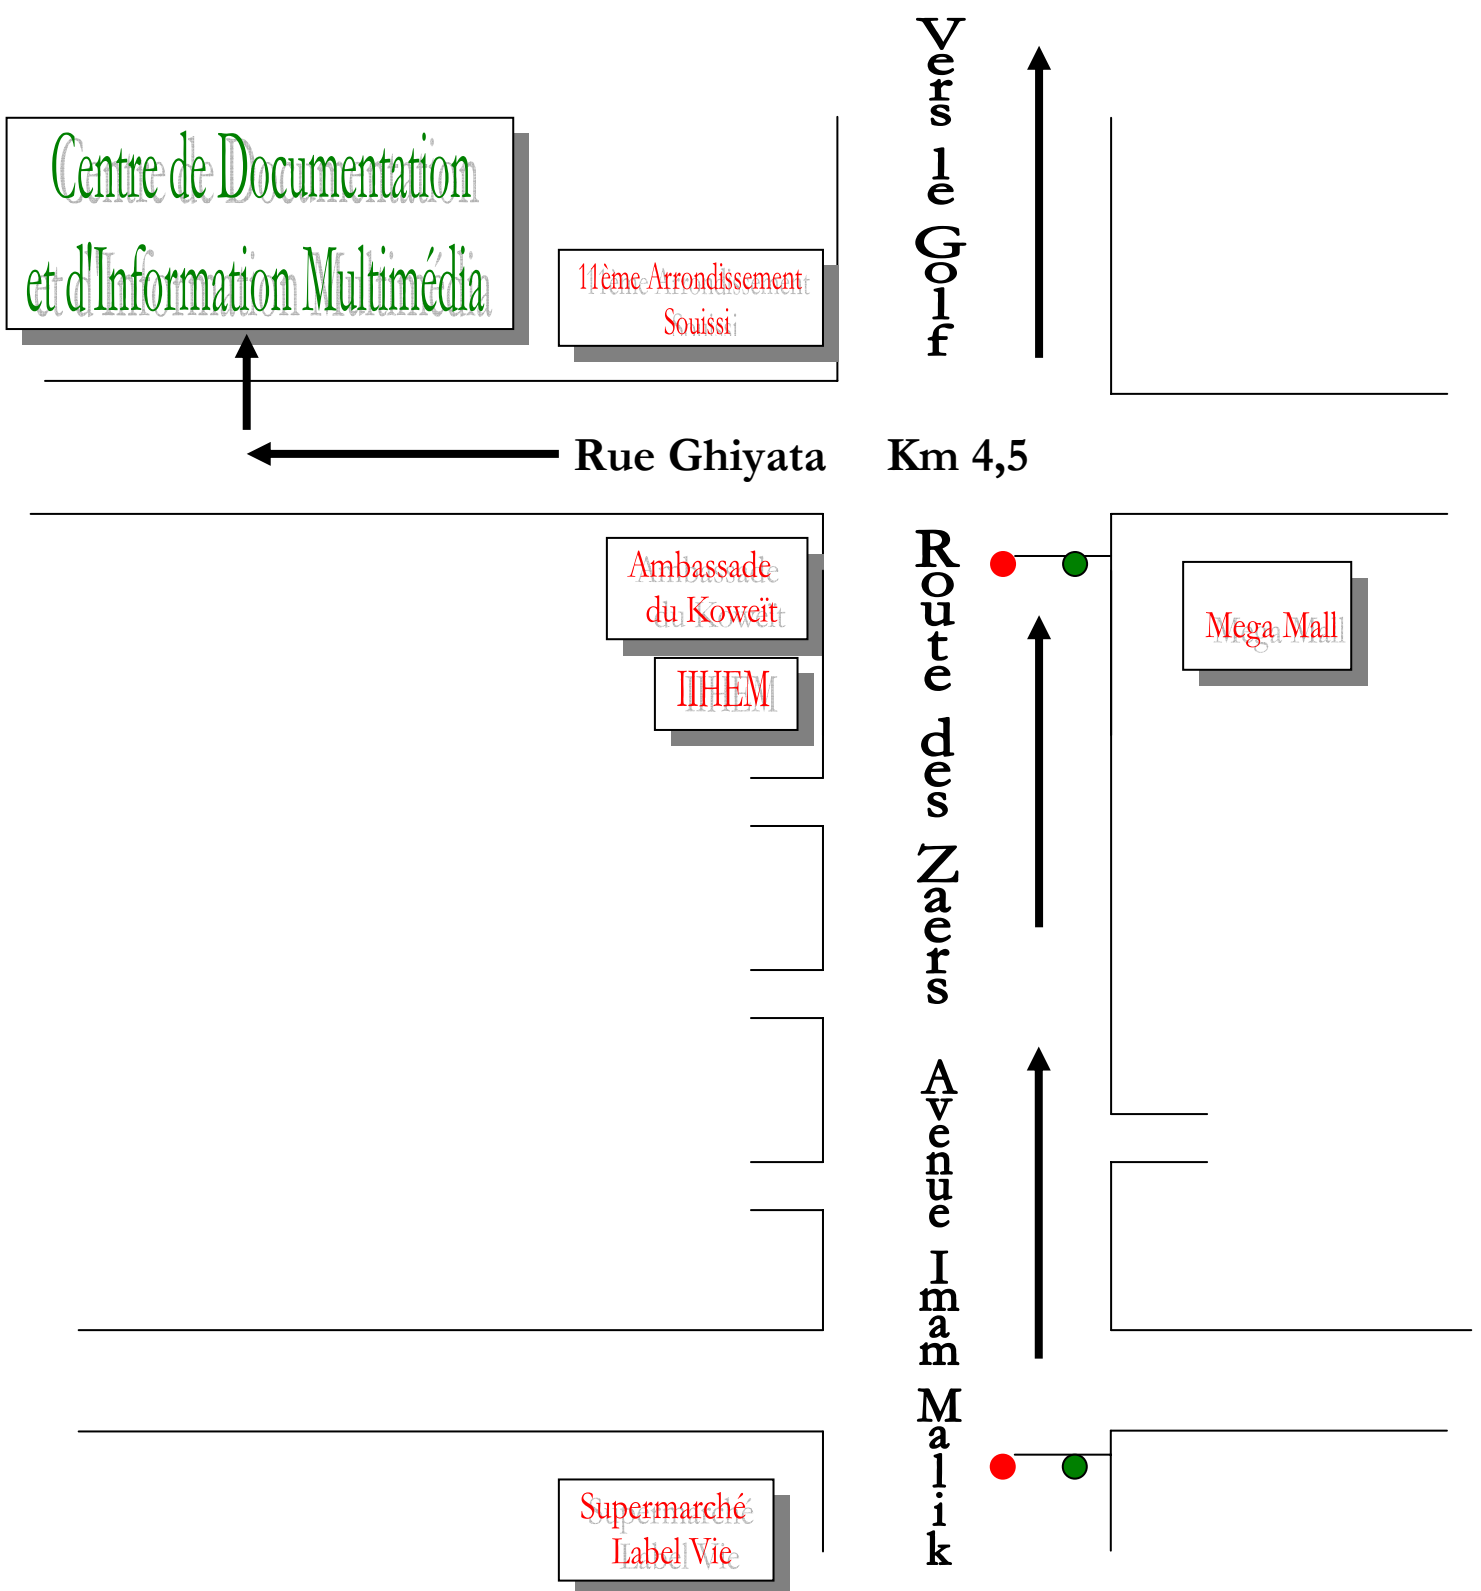 Vers le Golf
Centre de Documentation
et d'Information Multimédia
11ème Arrondissement
Souissi
Rue Ghiyata Km 4,5
Route des Zaers
Ambassade
du Koweït
Mega Mall
IIHEM
Avenue Imam Malik
Supermarché
Label Vie